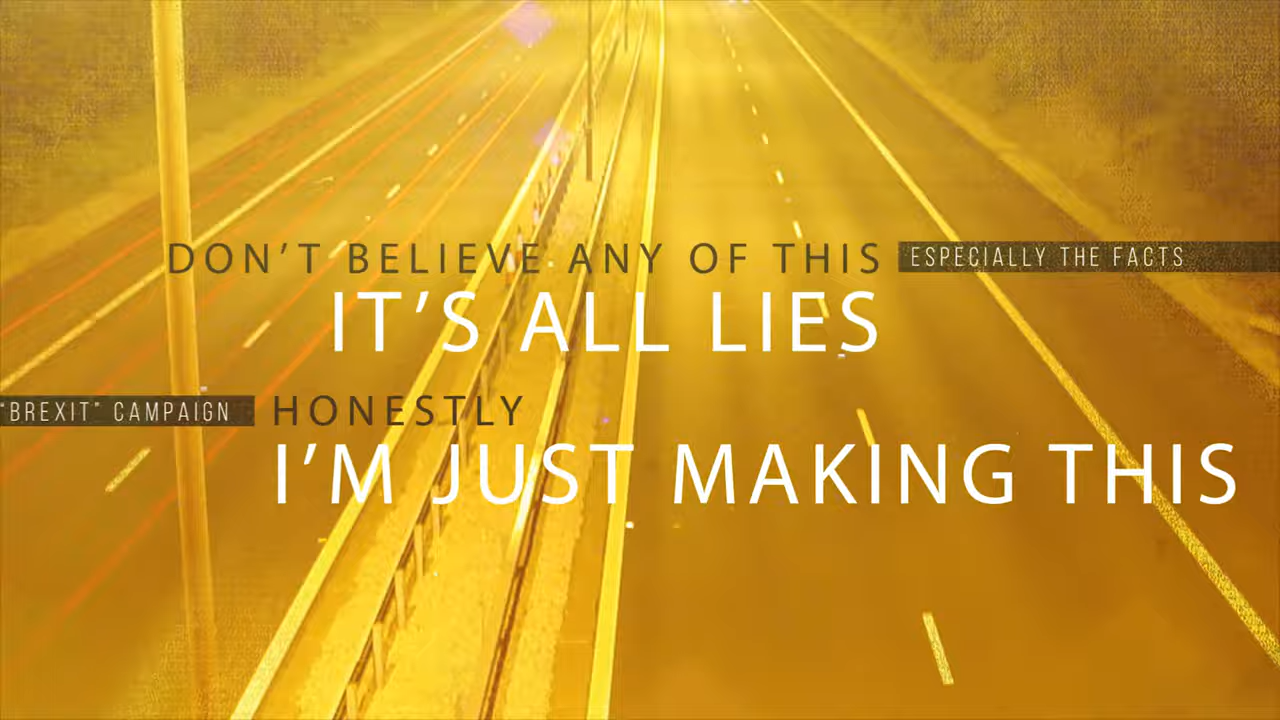 DON'T BELIEVE ANY OF THIS ESPECIALLY THE FACTS
IT'S ALL LIES
"BREXIT" CAMPAIGN HONESTLY
I'M JUST MAKING THIS